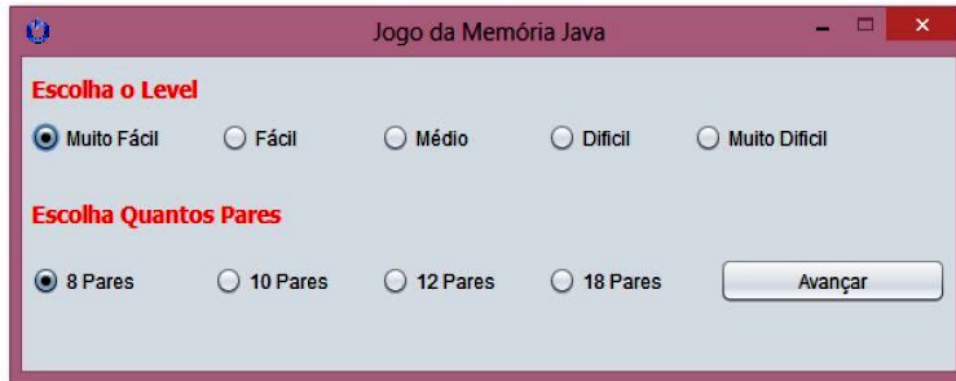 Jogo da Memória Java
Escolha o Level
Muito Fácil Fácil Médio Dificil Muito Dificil
Escolha Quantos Pares
8 Pares 10 Pares 12 Pares 18 Pares Avançar